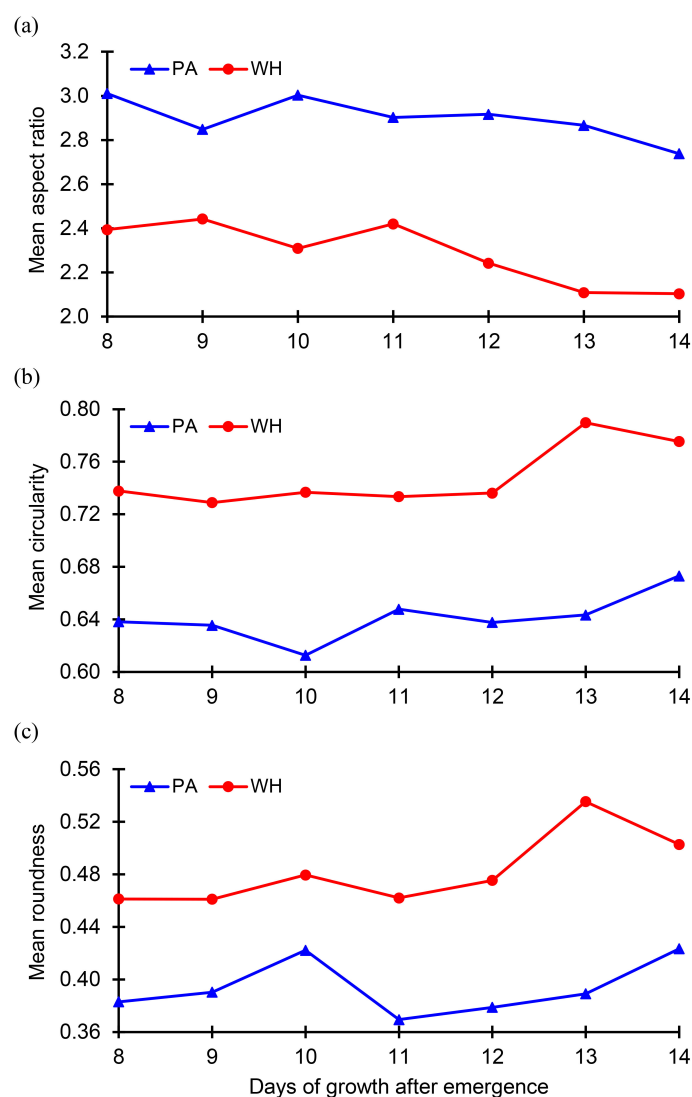 (a)
3.2
PA WH
3.0
2.8
2.6
2.4
2.2
2.0
Mean aspect ratio
8 9 10 11 12 13 14
(b)
0.80
PA WH
0.76
0.72
0.68
0.64
0.60
Mean circularity
8 9 10 11 12 13 14
(c)
0.56
PA WH
0.52
0.48
0.44
0.40
0.36
Mean roundness
8 9 10 11 12 13 14
Days of growth after emergence